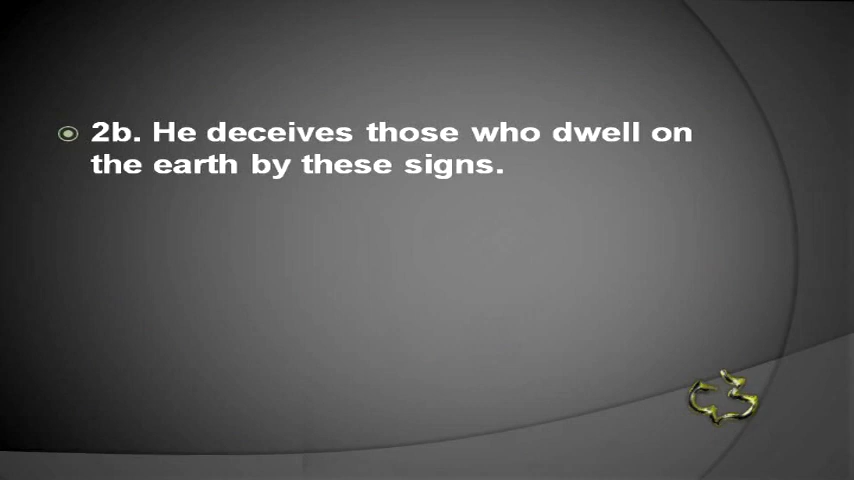 2b. He deceives those who dwell on
the earth by these signs.